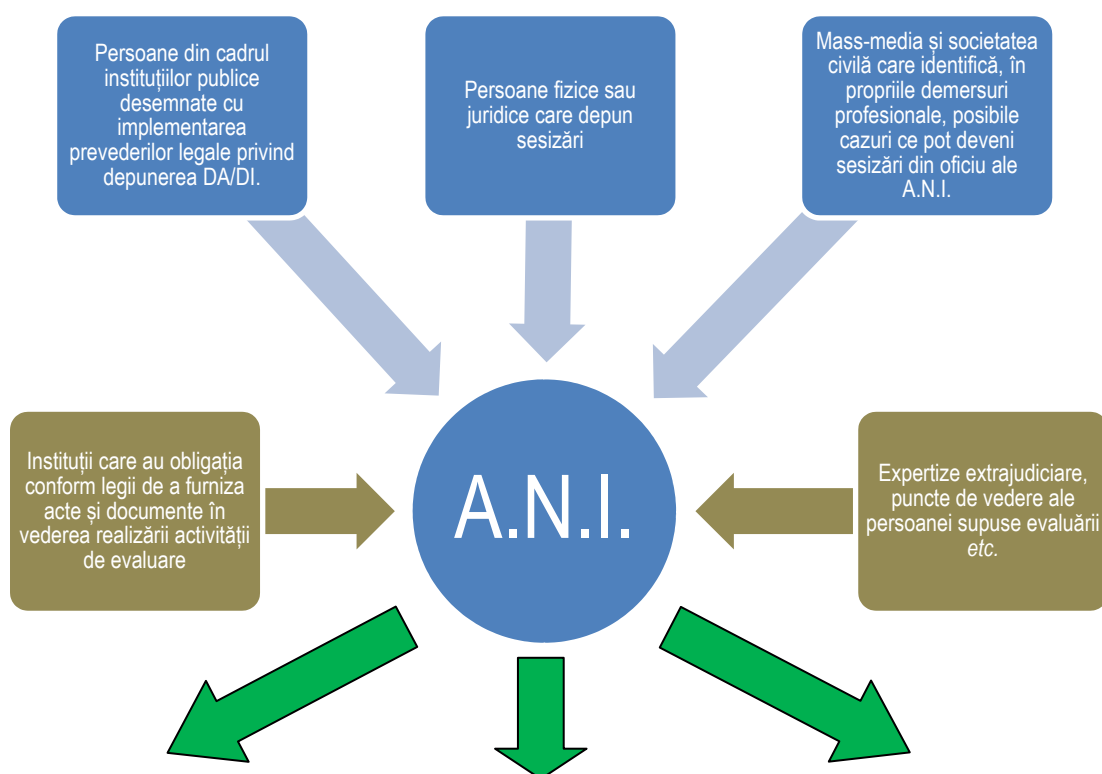 Persoane din cadrul
instituțiilor publice
desemnate cu
implementarea
prevederilor legale privind
depunerea DA/DI.
Persoane fizice sau
juridice care depun
sesizări
Mass-media și societatea
civilă care identifică, în
propriile demersuri
profesionale, posibile
cazuri ce pot deveni
sesizări din oficiu ale
A.N.I.
Instituții care au obligația
conform legii de a furniza
acte și documente în
vederea realizării activității
de evaluare
A.N.I.
Expertize extrajudiciare,
puncte de vedere ale
persoanei supuse evaluării
etc.